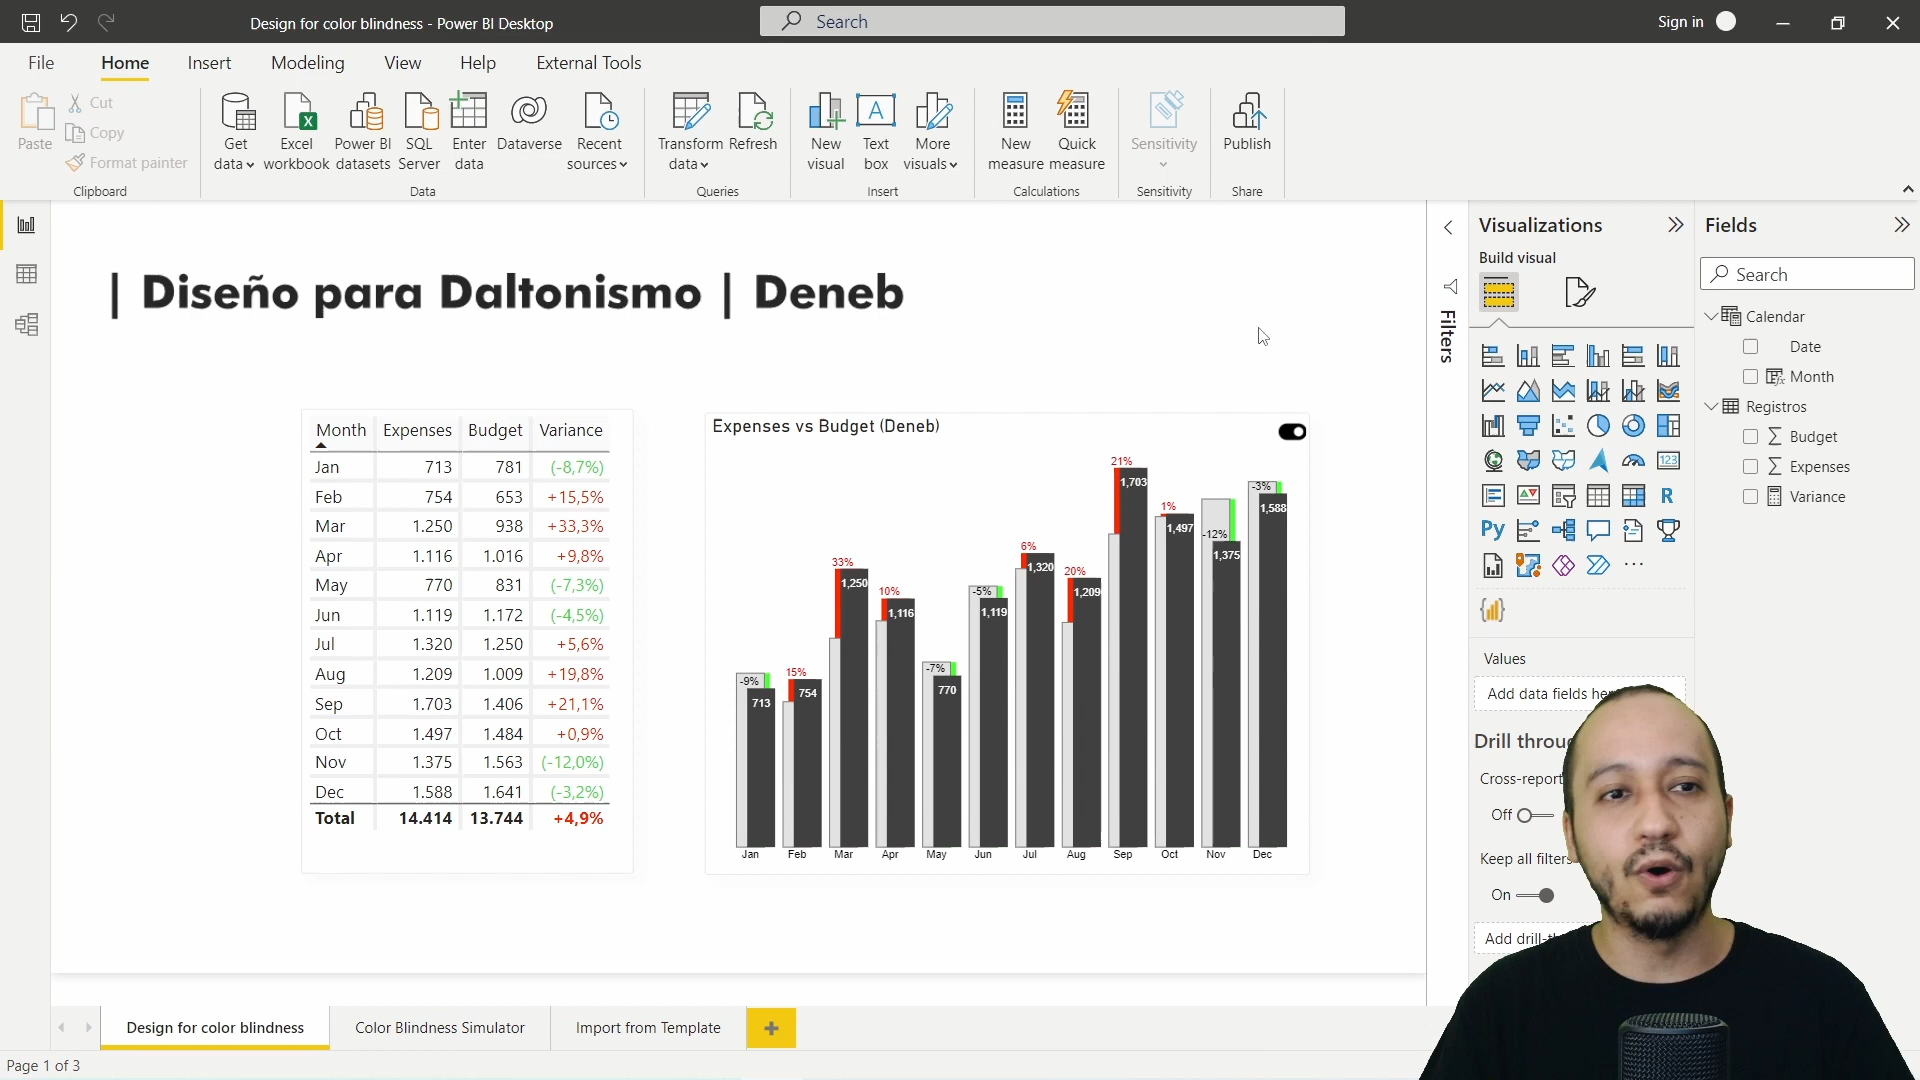 Design for color blindness - Power BI Desktop
Search
Sign in
File Home Insert Modeling View Help External Tools
Paste
Cut
Copy
Format painter
Clipboard
Get data
Excel workbook
Power BI datasets
SQL Server
Enter data
Dataverse
Recent sources
Data
Transform data
Refresh
Queries
New visual
Text box
More visuals
Insert
New measure
Quick measure
Calculations
Sensitivity
Sensitivity
Publish
Share
| Diseño para Daltonismo | Deneb
Month Expenses Budget Variance
Jan 713 781 (-8,7%)
Feb 754 653 +15,5%
Mar 1.250 938 +33,3%
Apr 1.116 1.016 +9,8%
May 770 831 (-7,3%)
Jun 1.119 1.172 (-4,5%)
Jul 1.320 1.250 +5,6%
Aug 1.209 1.009 +19,8%
Sep 1.703 1.406 +21,1%
Oct 1.497 1.484 +0,9%
Nov 1.375 1.563 (-12,0%)
Dec 1.588 1.641 (-3,2%)
Total 14.414 13.744 +4,9%
Expenses vs Budget (Deneb)
-9% 15% 33% 10% -7% -5% 6% 20% 21% 1% -12% -3%
713 754 1,250 1,116 770 1,119 1,320 1,209 1,703 1,497 1,375 1,588
Jan Feb Mar Apr May Jun Jul Aug Sep Oct Nov Dec
Filters
Visualizations
Build visual
123
R
Py
Values
Add data fields her
Drill throu
Cross-report
Off
Keep all filters
On
Add drill-t
Fields
Search
Calendar
Date
Month
Registros
Budget
Expenses
Variance
Design for color blindness
Color Blindness Simulator
Import from Template
Page 1 of 3